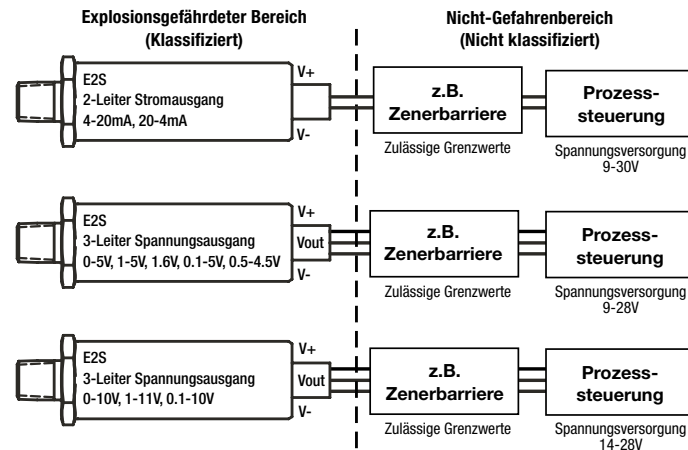 Explosionsgefährdeter Bereich
(Klassifiziert)
Nicht-Gefahrenbereich
(Nicht klassifiziert)
E2S
2-Leiter Stromausgang
4-20mA, 20-4mA
V+
V-
z.B.
Zenerbarriere
Zulässige Grenzwerte
Prozess-
steuerung
Spannungsversorgung
9-30V
E2S
3-Leiter Spannungsausgang
0-5V, 1-5V, 1.6V, 0.1-5V, 0.5-4.5V
V+
Vout
V-
z.B.
Zenerbarriere
Zulässige Grenzwerte
Prozess-
steuerung
Spannungsversorgung
9-28V
E2S
3-Leiter Spannungsausgang
0-10V, 1-11V, 0.1-10V
V+
Vout
V-
z.B.
Zenerbarriere
Zulässige Grenzwerte
Prozess-
steuerung
Spannungsversorgung
14-28V